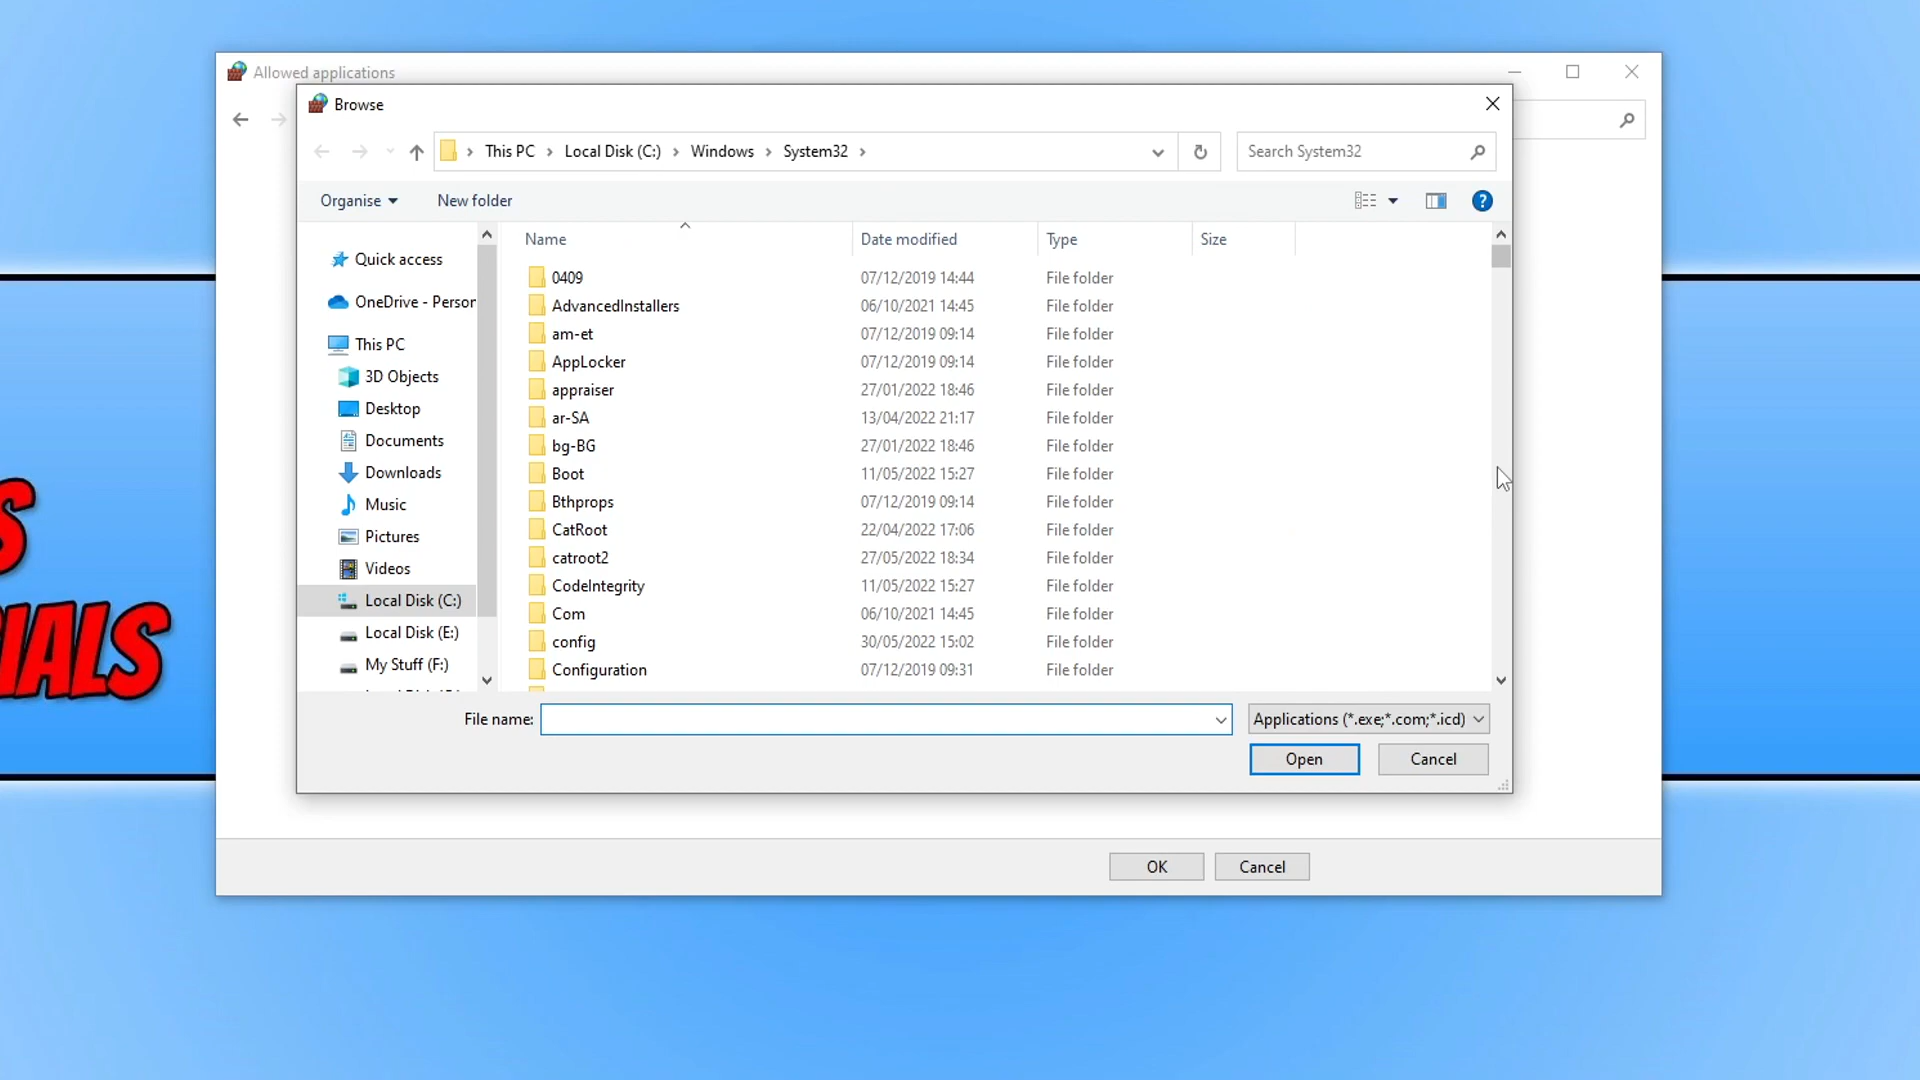 Allowed applications
Browse
This PC > Local Disk (C:) > Windows > System32 >
Search System32
Organise
New folder
?
Name Date modified Type Size
Quick access
OneDrive - Person
This PC
3D Objects
Desktop
Documents
Downloads
Music
Pictures
Videos
Local Disk (C:)
Local Disk (E:)
My Stuff (F:)
0409 07/12/2019 14:44 File folder
AdvancedInstallers 06/10/2021 14:45 File folder
am-et 07/12/2019 09:14 File folder
AppLocker 07/12/2019 09:14 File folder
appraiser 27/01/2022 18:46 File folder
ar-SA 13/04/2022 21:17 File folder
bg-BG 27/01/2022 18:46 File folder
Boot 11/05/2022 15:27 File folder
Bthprops 07/12/2019 09:14 File folder
CatRoot 22/04/2022 17:06 File folder
catroot2 27/05/2022 18:34 File folder
CodeIntegrity 11/05/2022 15:27 File folder
Com 06/10/2021 14:45 File folder
config 30/05/2022 15:02 File folder
Configuration 07/12/2019 09:31 File folder
File name:
Applications (*.exe;*.com;*.icd)
Open
Cancel
OK
Cancel
S
IALS